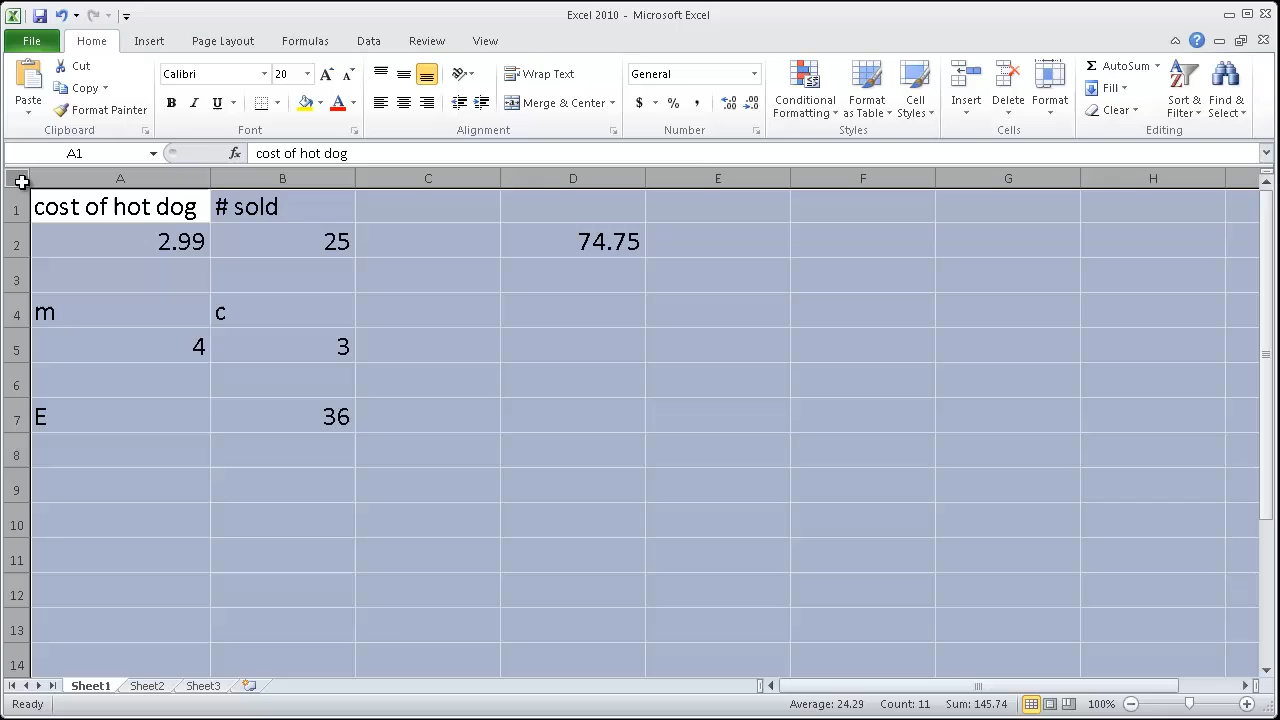 Excel 2010 - Microsoft Excel
File Home Insert Page Layout Formulas Data Review View
Cut
Copy
Format Painter
Paste
Calibri 20
B I U
Wrap Text
Merge & Center
General
$ % ,
Conditional Formatting
Format as Table
Cell Styles
Insert Delete Format
AutoSum
Fill
Clear
Sort & Filter
Find & Select
Clipboard Font Alignment Number Styles Cells Editing
A1 fx cost of hot dog
A B C D E F G H
1 cost of hot dog # sold
2 2.99 25 74.75
3
4 m c
5 4 3
6
7 E 36
8
9
10
11
12
13
14
Sheet1 Sheet2 Sheet3
Ready Average: 24.29 Count: 11 Sum: 145.74 100%